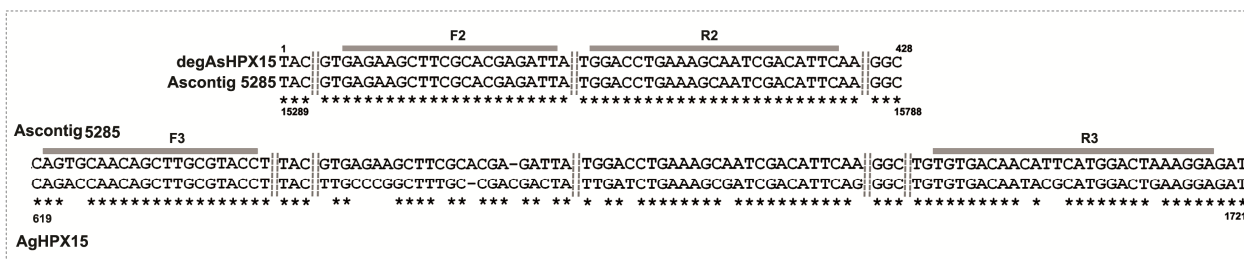 F2 R2
1 428
degAsHPX15 TAC GTGAGAAGCTTCGCACGAGATTA TGGACCTGAAAGCAATCGACATTCAA GGC
Ascontig 5285 TAC GTGAGAAGCTTCGCACGAGATTA TGGACCTGAAAGCAATCGACATTCAA GGC
*** *********************** ************************** ***
15289 15788
Ascontig 5285 F3 R3
CAGTGCAACAGCTTGCGTACCT TAC GTGAGAAGCTTCGCACGA-GATTA TGGACCTGAAAGCAATCGACATTCAA GGC TGTGTGACAACATTCATGGACTAAAGGAGAT
CAGACCAACAGCTTGCGTACCT TAC TTGCCCGGCTTTGC-CGACGACTA TTGATCTGAAAGCGATCGACATTCAG GGC TGTGTGACAATACGCATGGACTGAAGGAGAT
*** ***************** *** ** **** ** ** ** ** * ** ******** *********** *** ********** * ******** ********
619 1721
AgHPX15